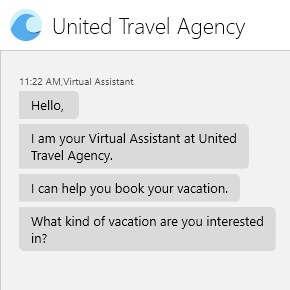 United Travel Agency
11:22 AM,Virtual Assistant
Hello,
I am your Virtual Assistant at United
Travel Agency.
I can help you book your vacation.
What kind of vacation are you interested
in?